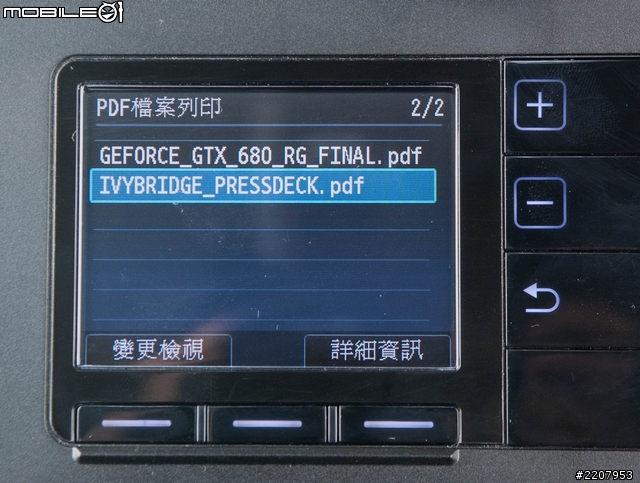 MOBILE01
PDF檔案列印 2/2
GEFORCE_GTX_680_RG_FINAL.pdf
IVYBRIDGE_PRESSDECK.pdf
變更檢視 詳細資訊
#2207953